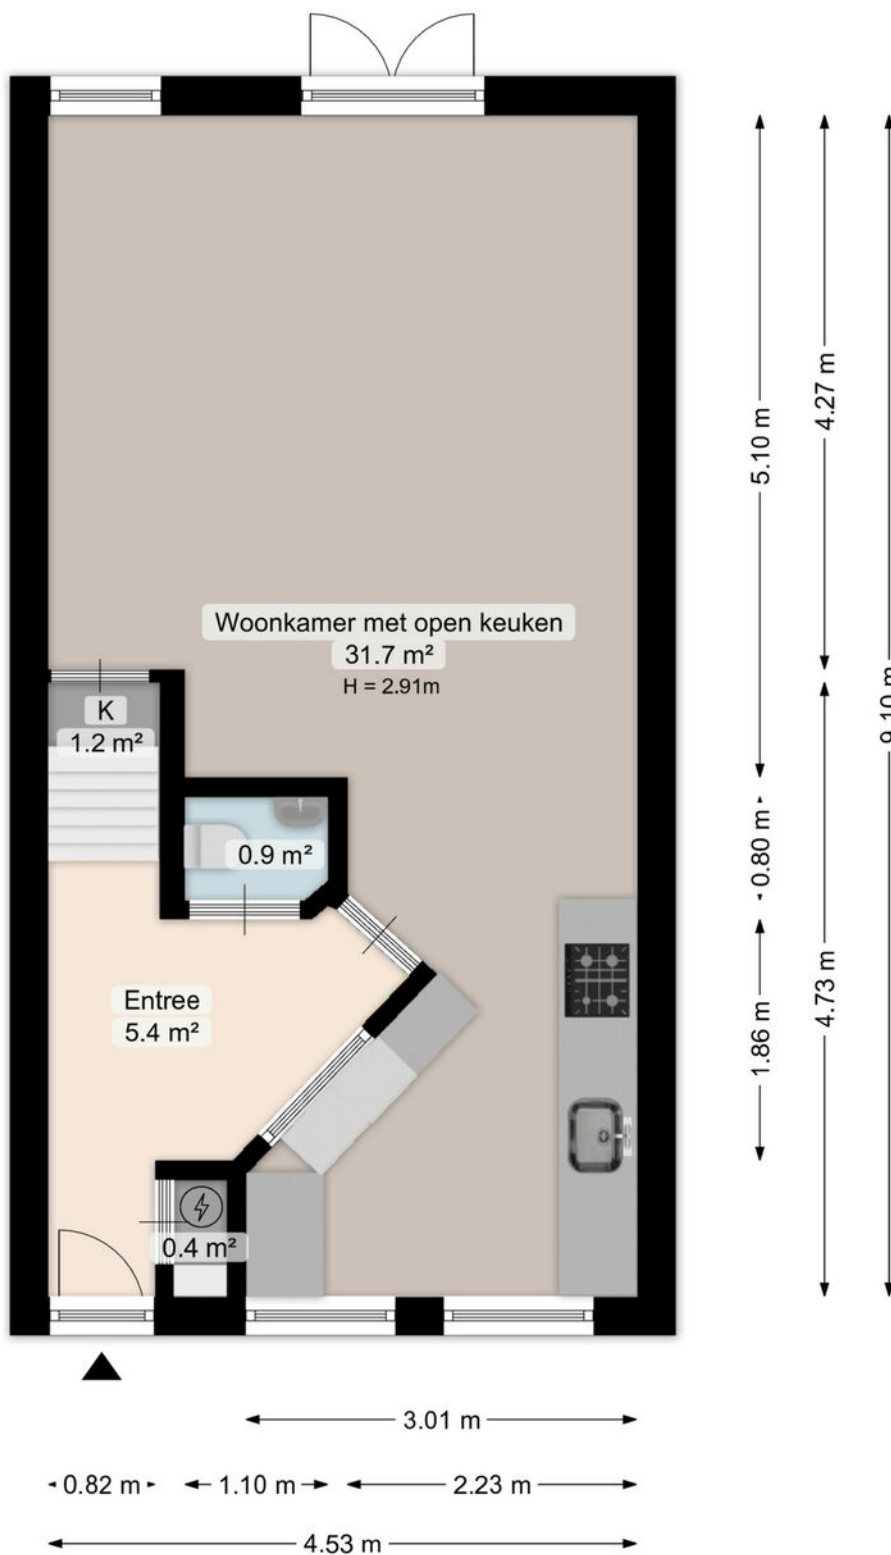 Woonkamer met open keuken
31.7 m²
H = 2.91m
K
1.2 m²
0.9 m²
Entree
5.4 m²
0.4 m²
5.10 m
4.27 m
9.10 m
0.80 m
1.86 m
4.73 m
3.01 m
0.82 m
1.10 m
2.23 m
4.53 m